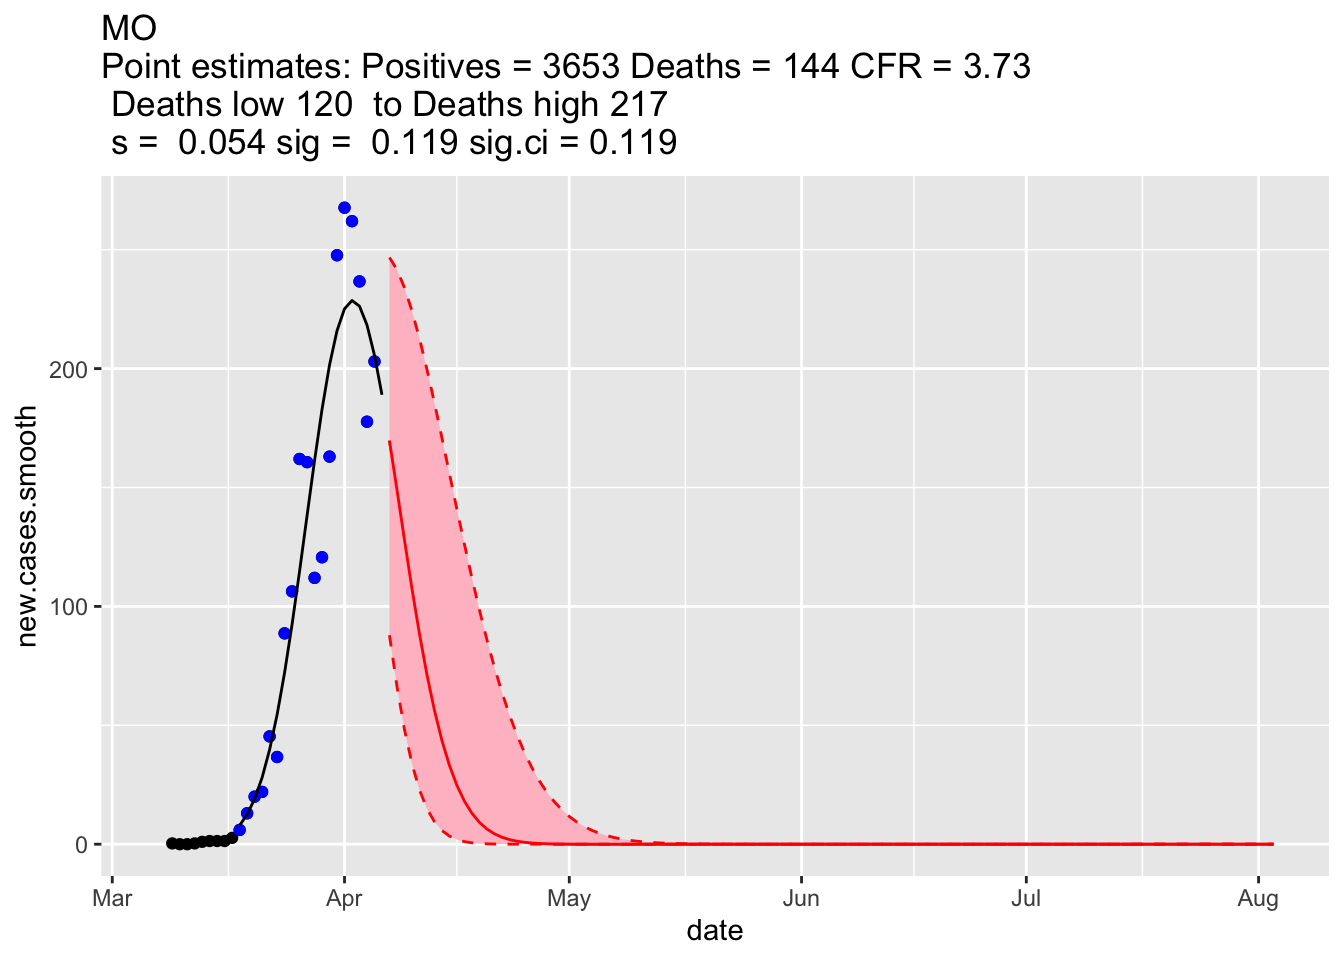 MO
Point estimates: Positives = 3653 Deaths = 144 CFR = 3.73
Deaths low 120  to Deaths high 217
s =  0.054 sig =  0.119 sig.ci = 0.119
new.cases.smooth
200
100
0
Mar Apr May Jun Jul Aug
date